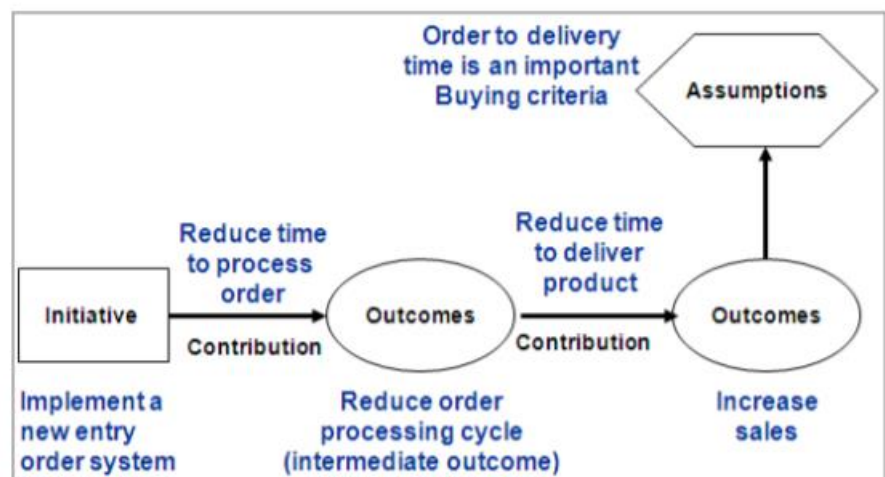 Order to delivery
time is an important
Buying criteria
Assumptions
Reduce time
to process
order
Reduce time
to deliver
product
Initiative
Contribution
Outcomes
Contribution
Outcomes
Implement a
new entry
order system
Reduce order
processing cycle
(intermediate outcome)
Increase
sales